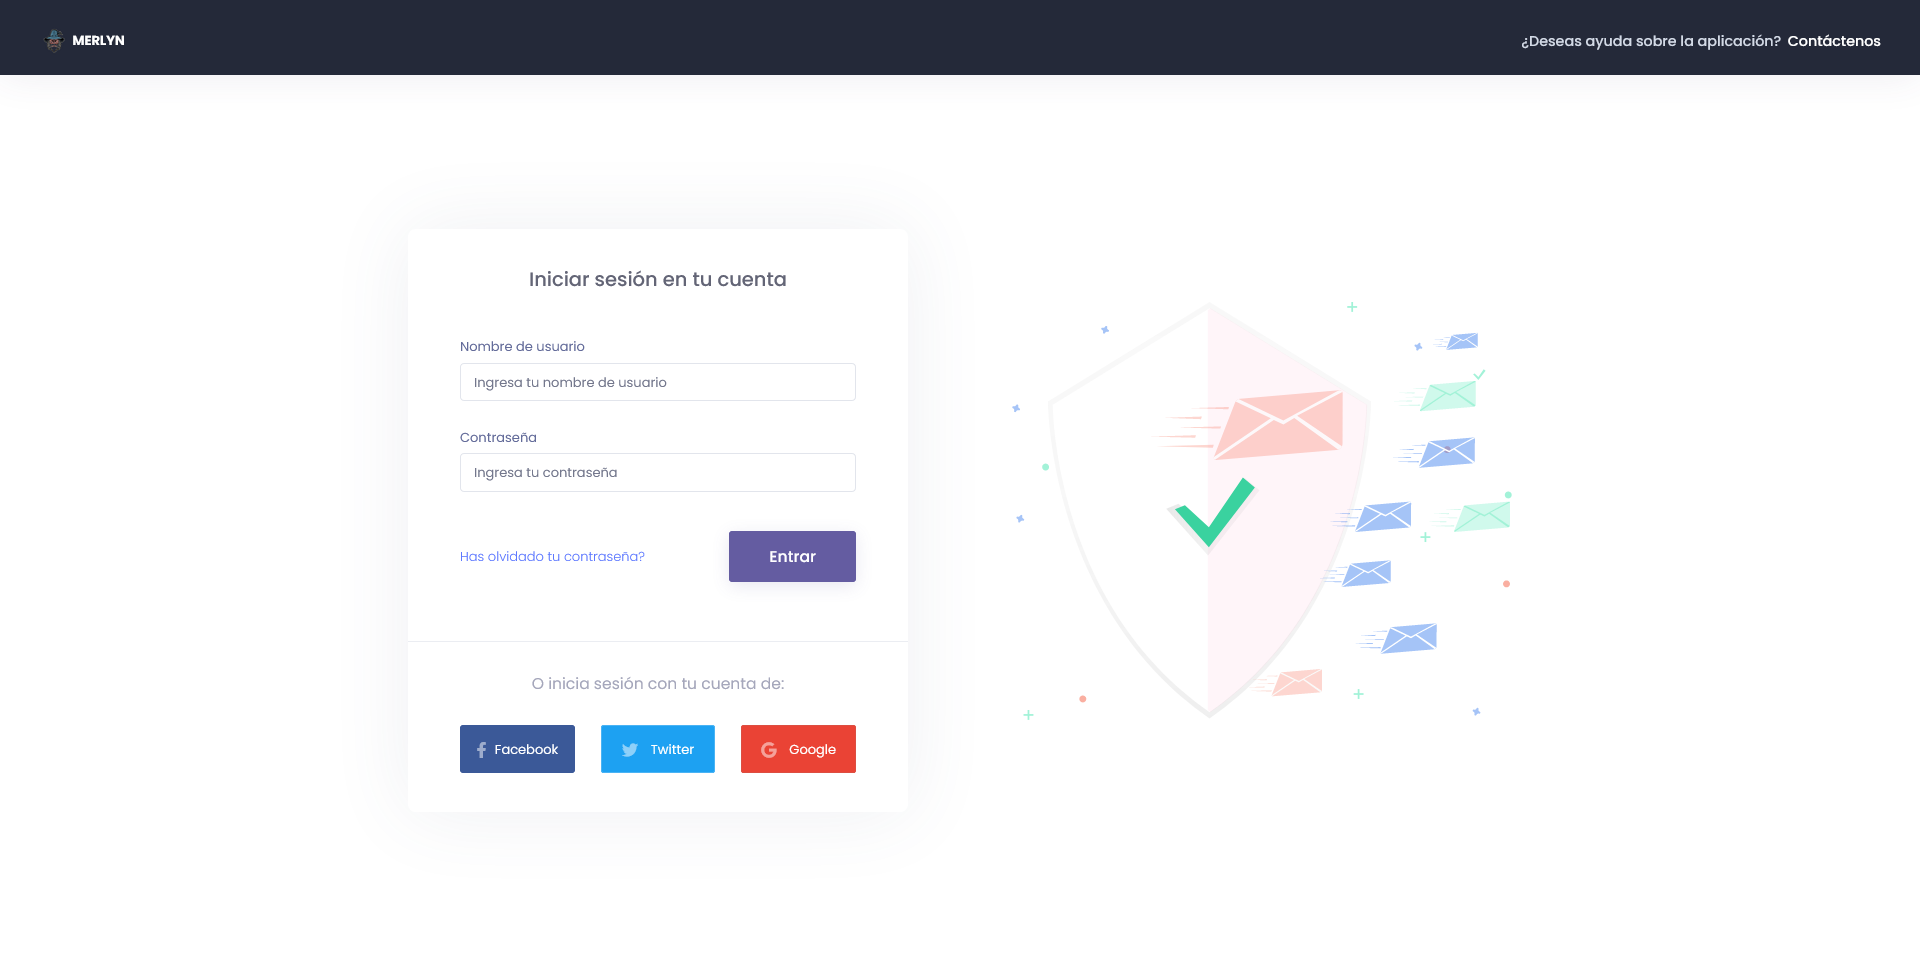 MERLYN
¿Deseas ayuda sobre la aplicación? Contáctenos
Iniciar sesión en tu cuenta
Nombre de usuario
Ingresa tu nombre de usuario
Contraseña
Ingresa tu contraseña
Has olvidado tu contraseña?
Entrar
O inicia sesión con tu cuenta de:
Facebook
Twitter
Google